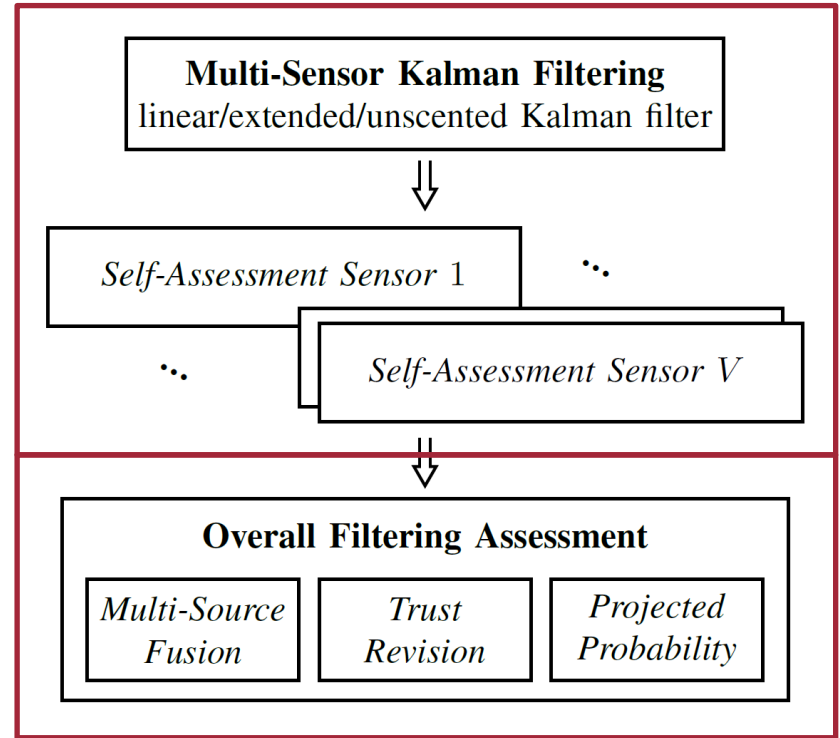 Multi-Sensor Kalman Filtering
linear/extended/unscented Kalman filter
Self-Assessment Sensor 1
Self-Assessment Sensor V
Overall Filtering Assessment
Multi-Source
Fusion
Trust
Revision
Projected
Probability